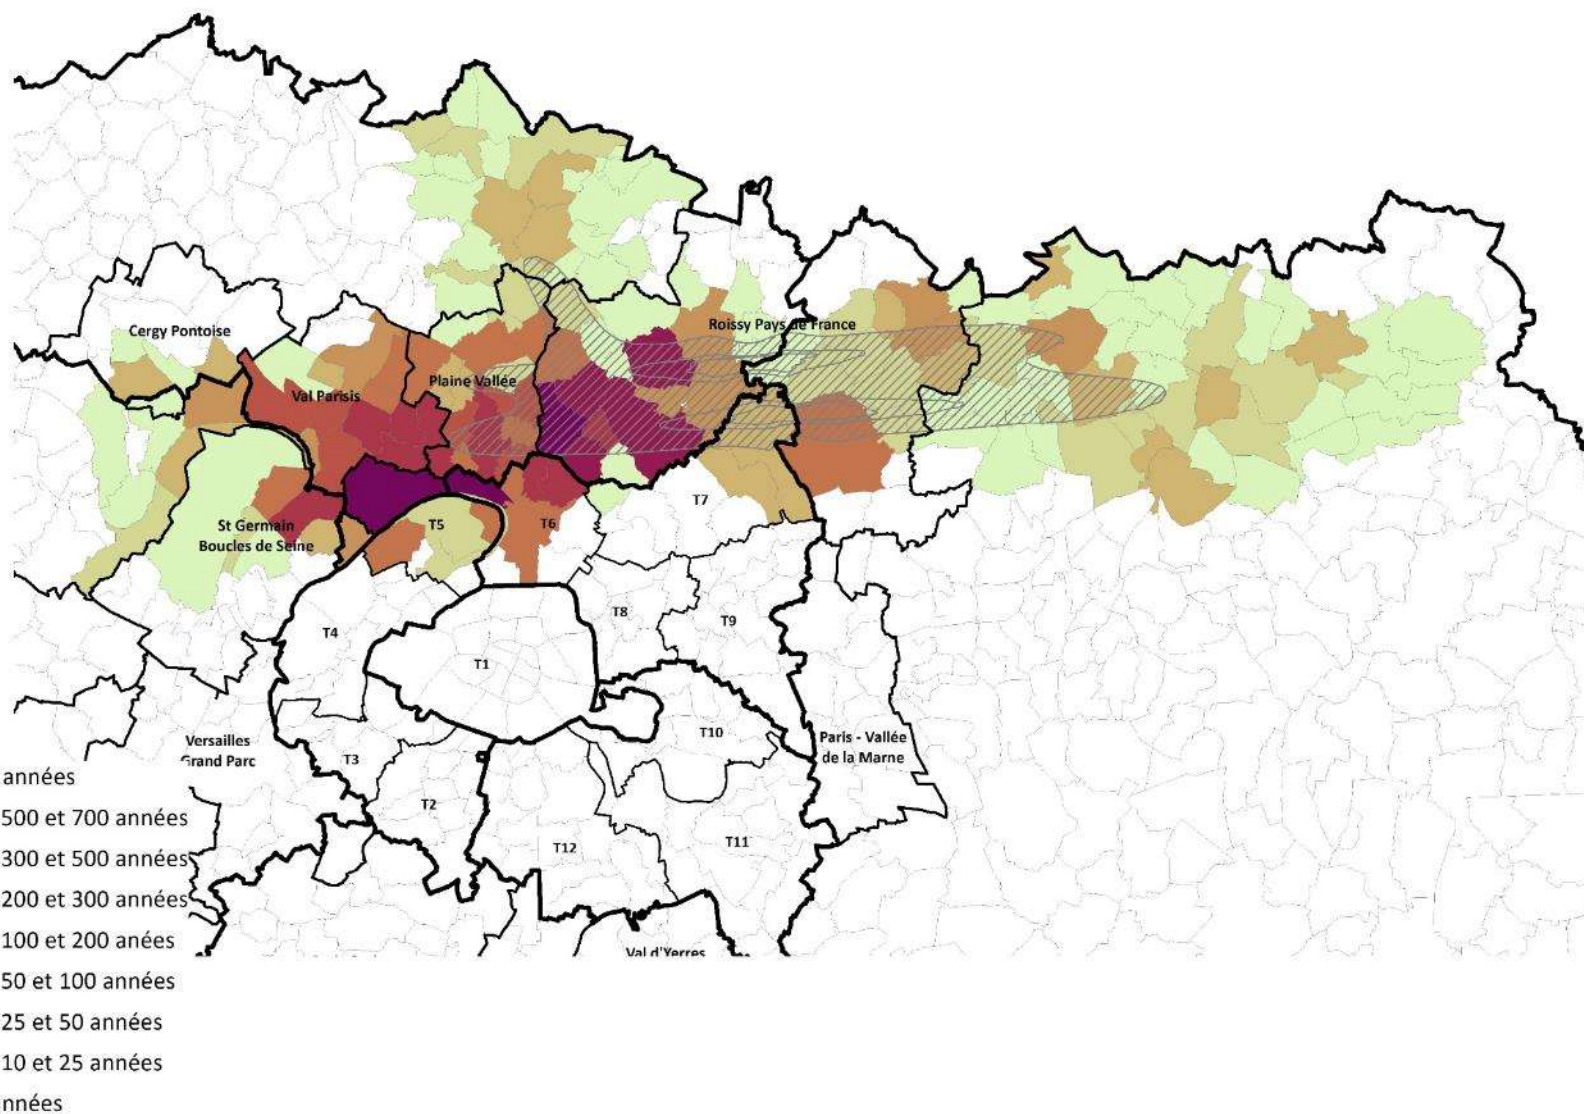 Cergy Pontoise
Roissy Pays de France
Val Parisis
Plaine Vallée
T7
T5
T6
St Germain
Boucles de Seine
T8
T9
T4
T1
T10
Versailles
Grand Parc
Paris - Vallée
de la Marne
T3
T2
T12
T11
Val d'Yerres
années
500 et 700 années
300 et 500 années
200 et 300 années
100 et 200 anées
50 et 100 années
25 et 50 années
10 et 25 années
nnées